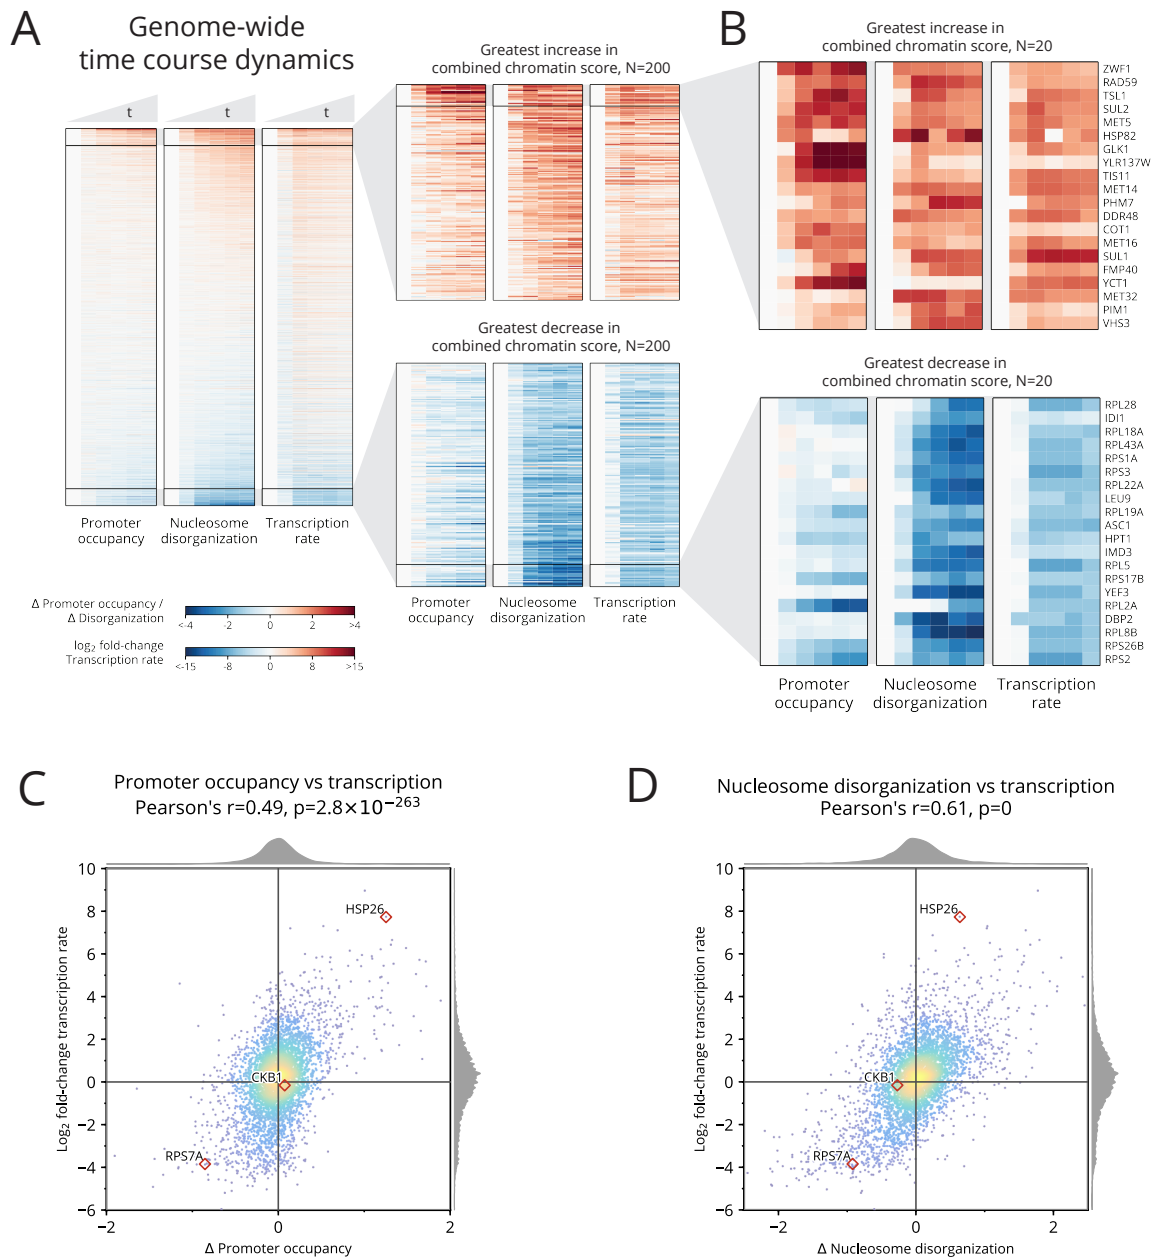 A
Genome-wide
time course dynamics
t
t
t
Promoter
occupancy
Nucleosome
disorganization
Transcription
rate
Δ Promoter occupancy /
Δ Disorganization
<-4
-2
0
2
>4
log₂ fold-change
Transcription rate
<-15
-8
0
8
>15
Greatest increase in
combined chromatin score, N=200
Greatest decrease in
combined chromatin score, N=200
Promoter
occupancy
Nucleosome
disorganization
Transcription
rate
B
Greatest increase in
combined chromatin score, N=20
ZWF1
RAD59
TSL1
SUL2
MET5
HSP82
GLK1
YLR137W
TIS11
MET14
PHM7
DDR48
COT1
MET16
SUL1
FMP40
YCT1
MET32
PIM1
VHS3
Greatest decrease in
combined chromatin score, N=20
RPL28
IDI1
RPL18A
RPL43A
RPS1A
RPS3
RPL22A
LEU9
RPL19A
ASC1
HPT1
IMD3
RPL5
RPS17B
YEF3
RPL2A
DBP2
RPL8B
RPS26B
RPS2
Promoter
occupancy
Nucleosome
disorganization
Transcription
rate
C
Promoter occupancy vs transcription
Pearson's r=0.49, p=2.8×10⁻²⁶³
Log₂ fold-change transcription rate
10
8
6
4
2
0
−2
−4
−6
HSP26
CKB1
RPS7A
−2
0
2
Δ Promoter occupancy
D
Nucleosome disorganization vs transcription
Pearson's r=0.61, p=0
Log₂ fold-change transcription rate
10
8
6
4
2
0
−2
−4
−6
HSP26
CKB1
RPS7A
−2
0
2
Δ Nucleosome disorganization